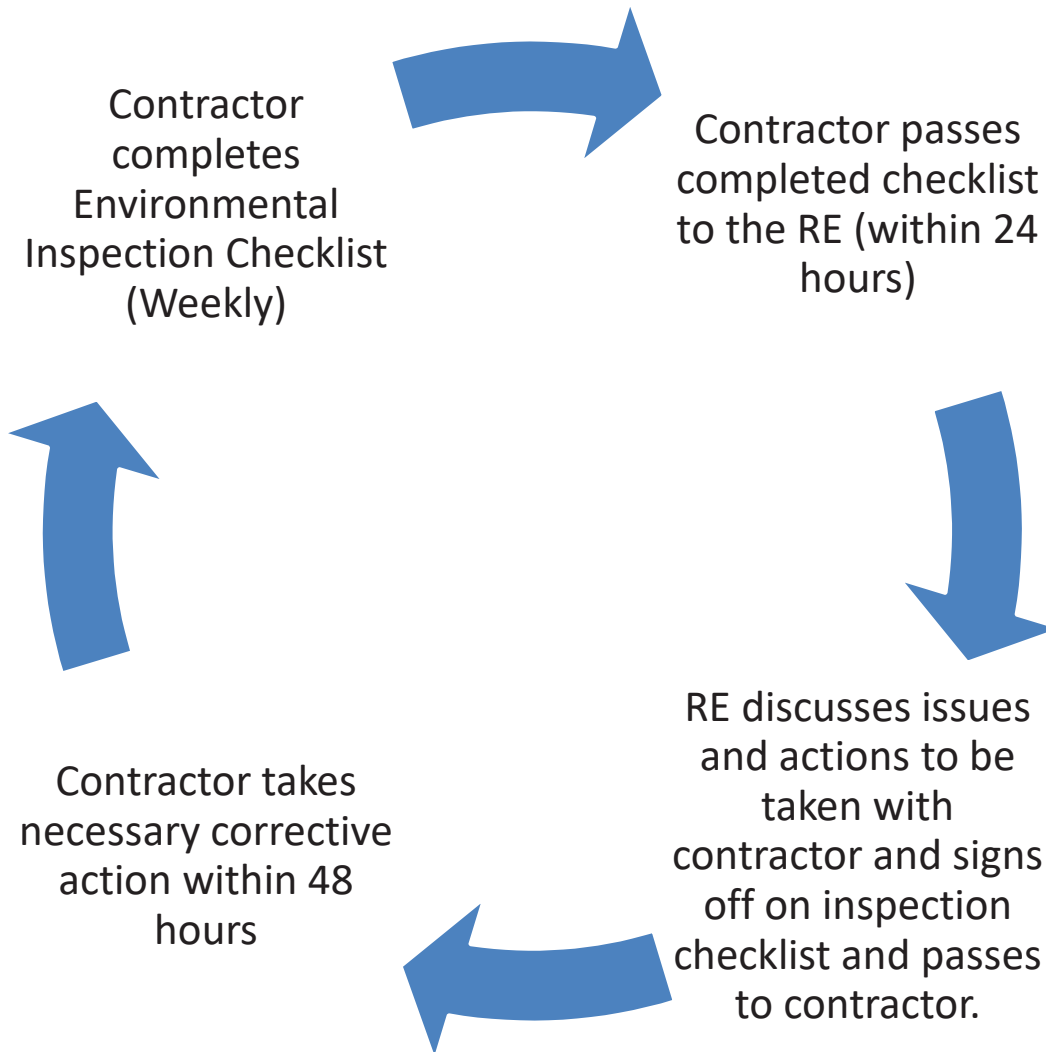 Contractor
completes
Environmental
Inspection Checklist
(Weekly)
Contractor passes
completed checklist
to the RE (within 24
hours)
RE discusses issues
and actions to be
taken with
contractor and signs
off on inspection
checklist and passes
to contractor.
Contractor takes
necessary corrective
action within 48
hours